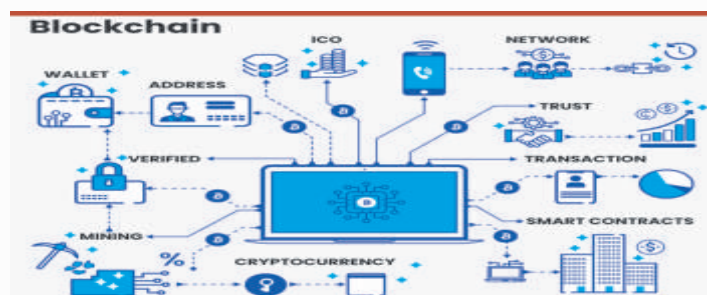 Blockchain
ICO
NETWORK
WALLET
ADDRESS
TRUST
VERIFIED
TRANSACTION
SMART CONTRACTS
MINING
%
CRYPTOCURRENCY